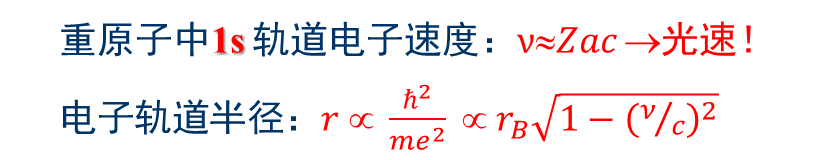 重原子中1s 轨道电子速度：ν≈Zac →光速！
电子轨道半径：r ∝ ħ²/me² ∝ r_B√(1 − (ν/c)²)